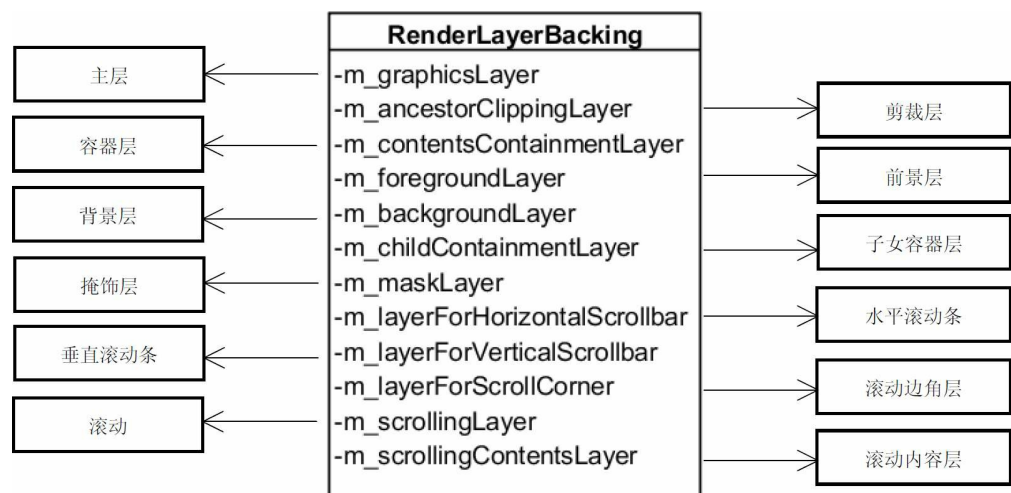 RenderLayerBacking
主层
-m_graphicsLayer
-m_ancestorClippingLayer
剪裁层
容器层
-m_contentsContainmentLayer
-m_foregroundLayer
前景层
背景层
-m_backgroundLayer
-m_childContainmentLayer
子女容器层
掩饰层
-m_maskLayer
-m_layerForHorizontalScrollbar
水平滚动条
垂直滚动条
-m_layerForVerticalScrollbar
-m_layerForScrollCorner
滚动边角层
滚动
-m_scrollingLayer
-m_scrollingContentsLayer
滚动内容层